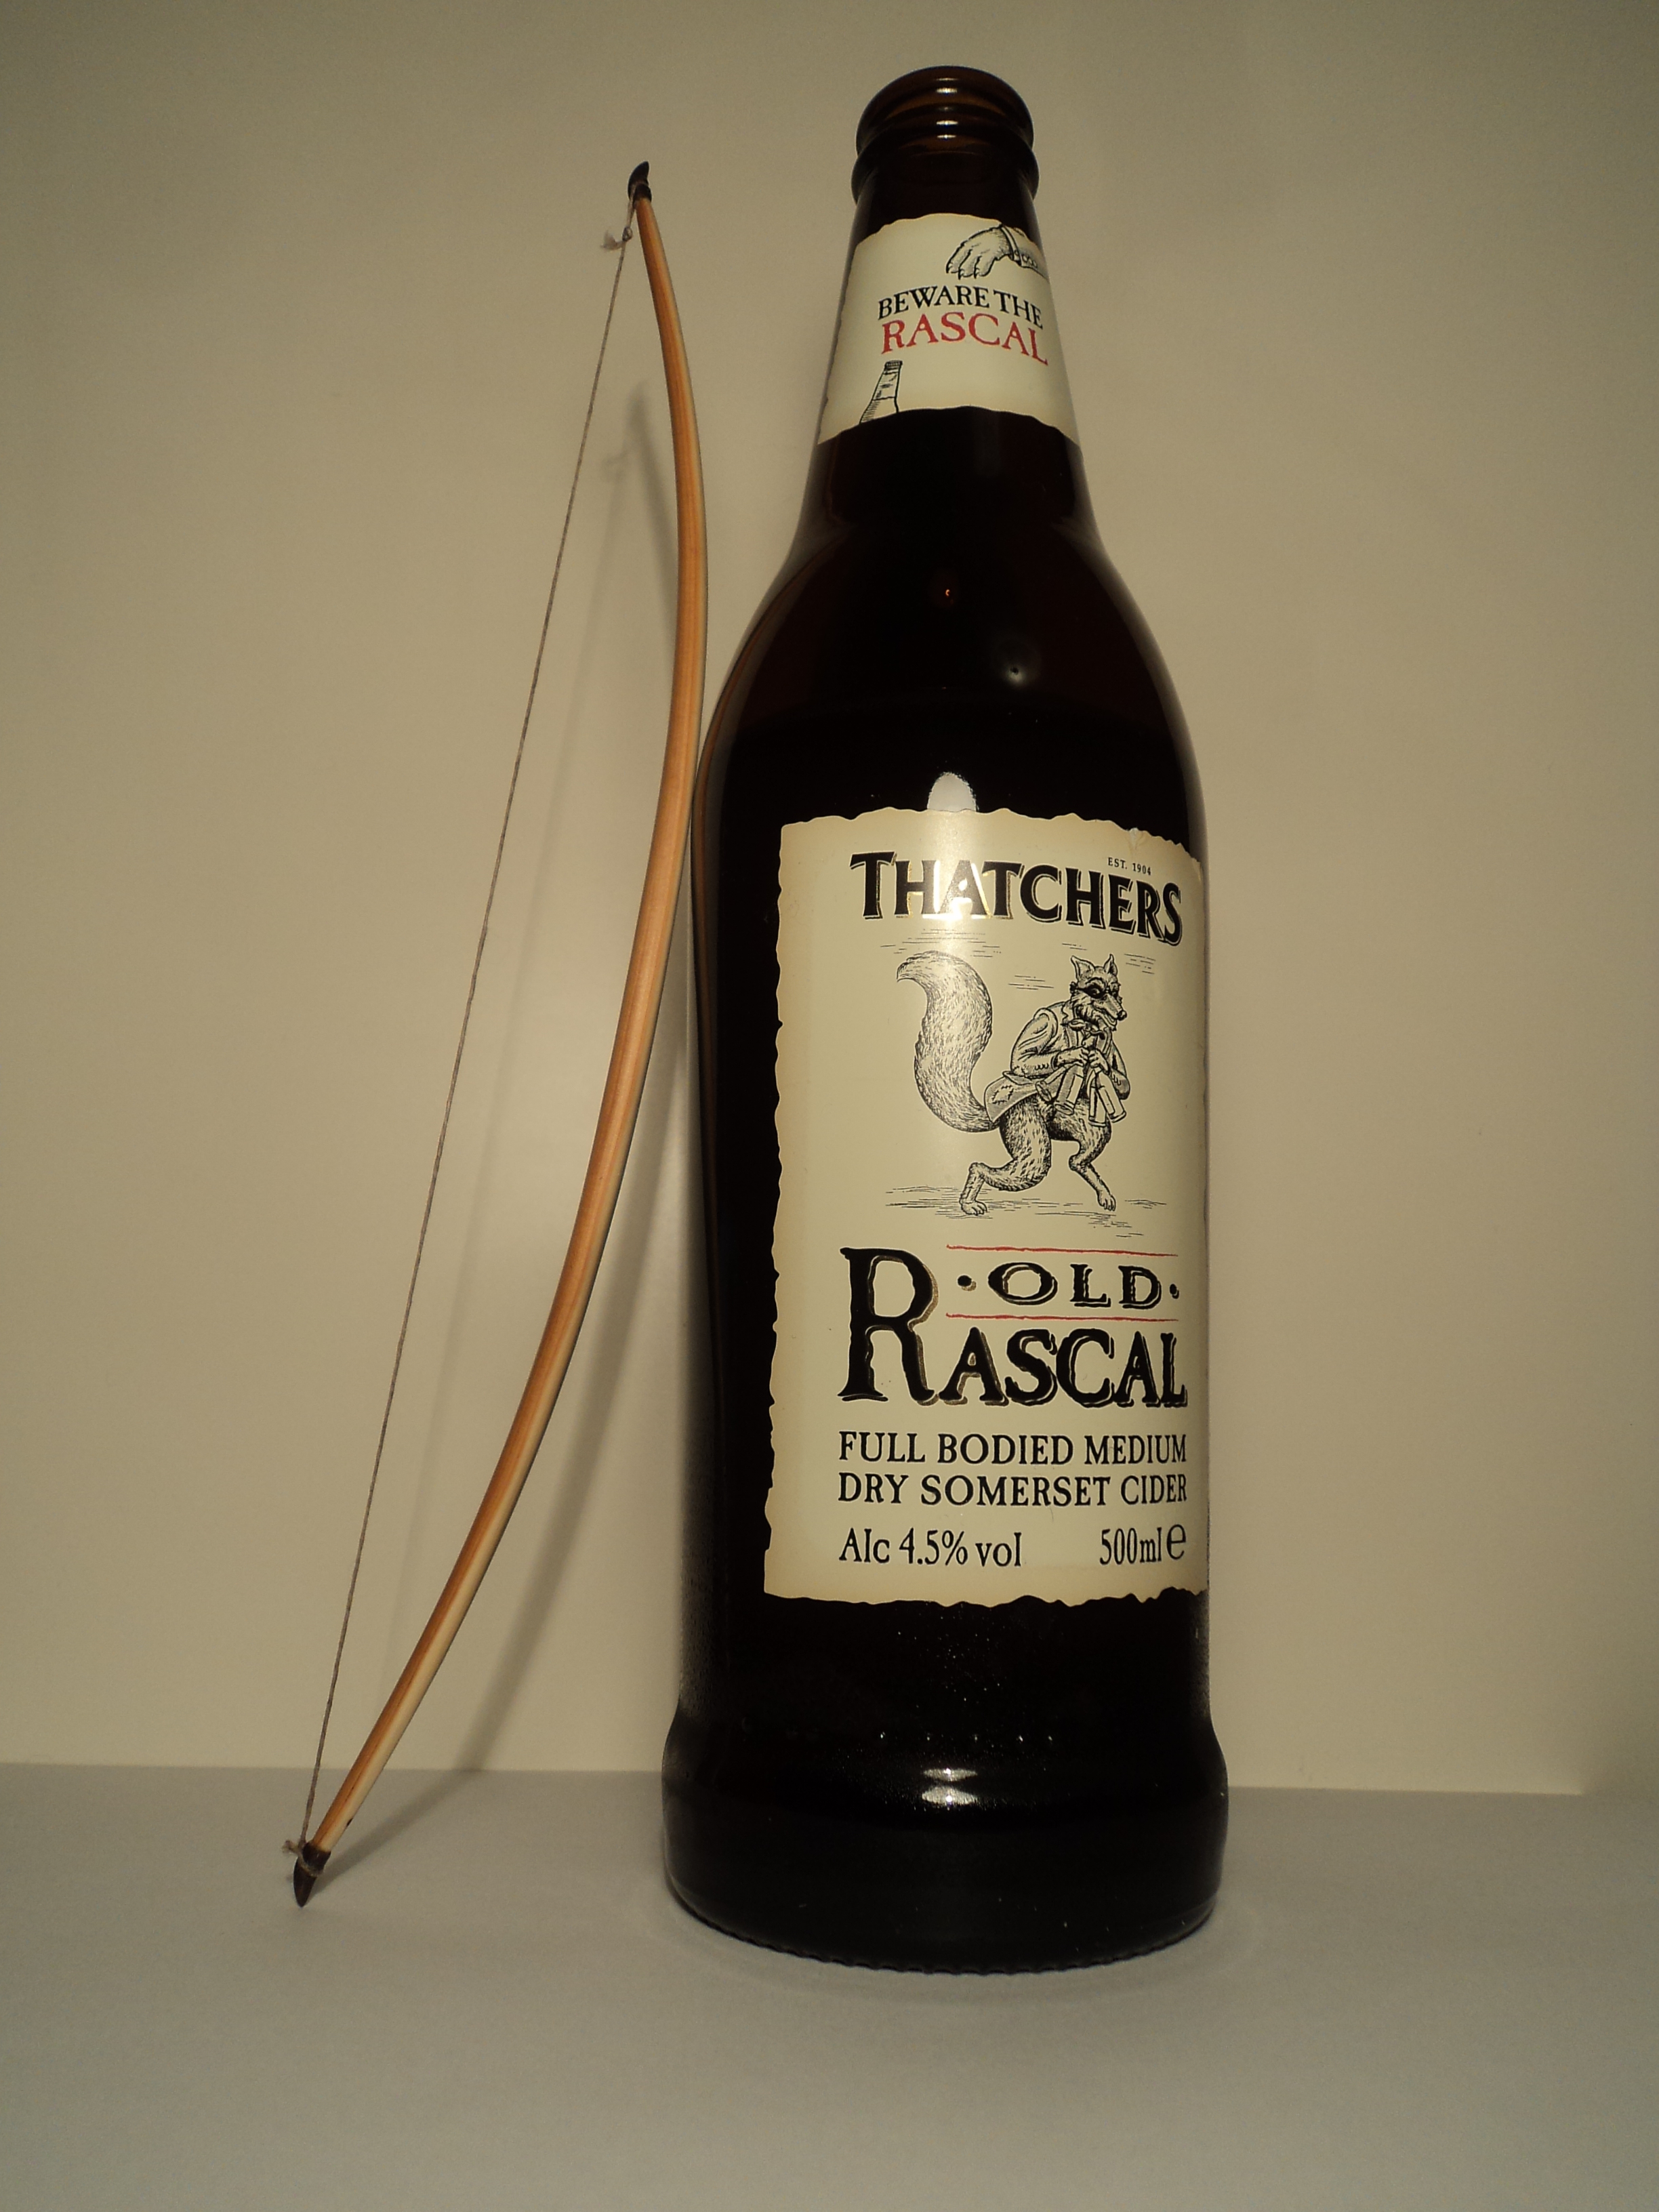 BEWARE THE
RASCAL
EST. 1904
THATCHERS
·OLD·
RASCAL
FULL BODIED MEDIUM
DRY SOMERSET CIDER
Alc 4.5% vol 500ml e